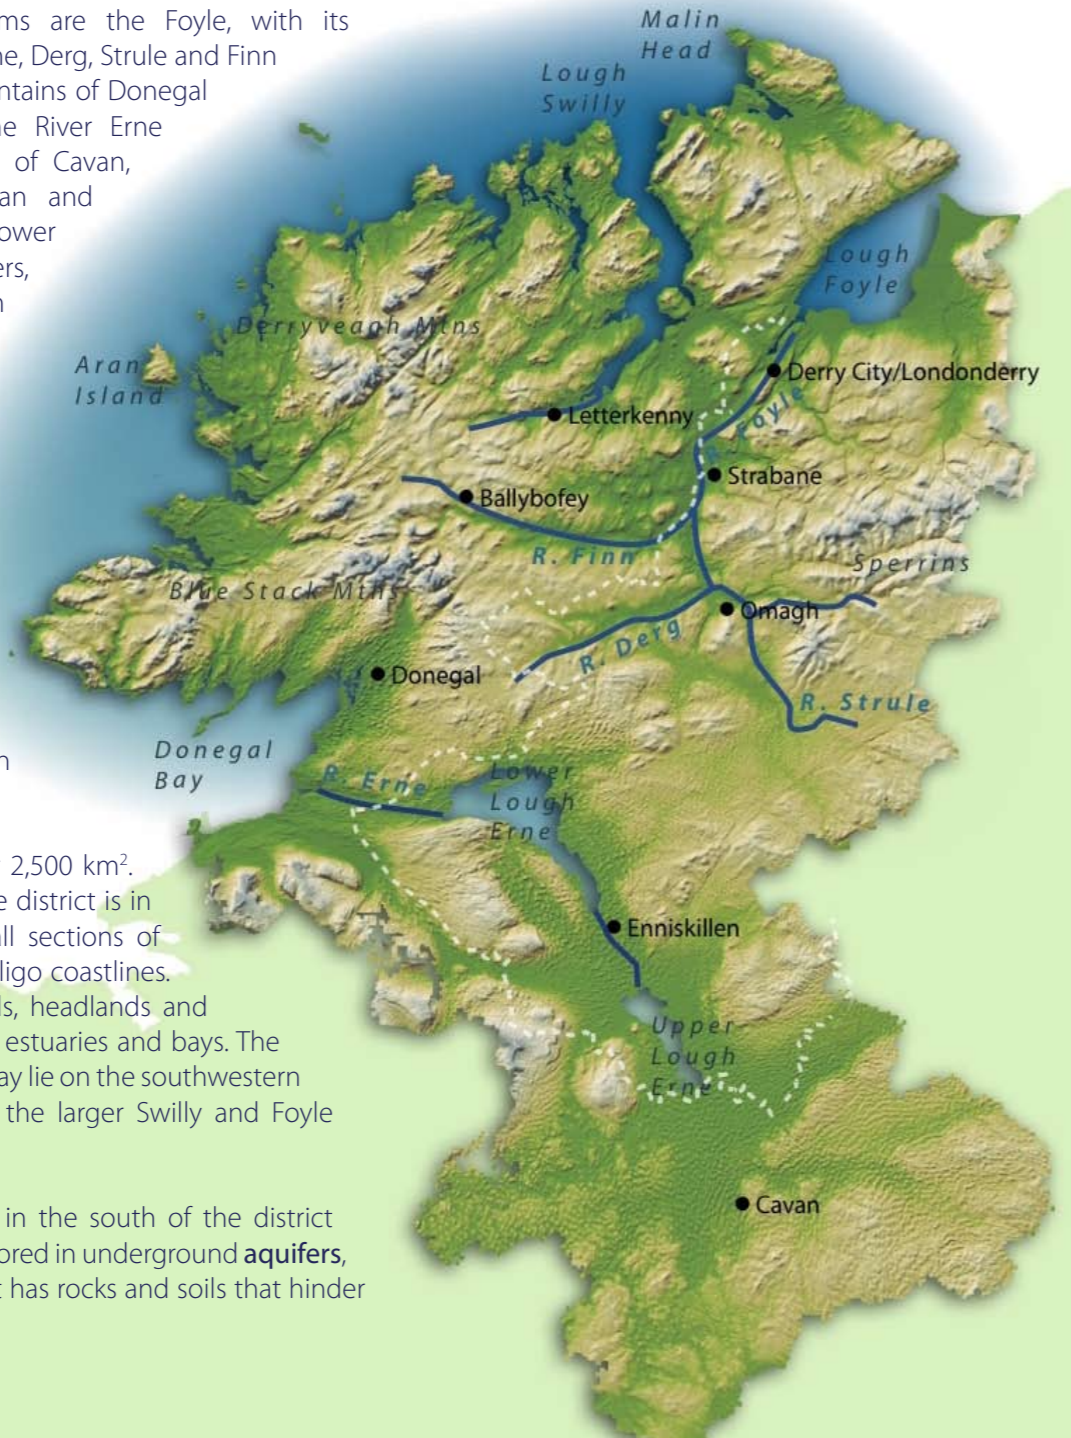 ms are the Foyle, with its
ne, Derg, Strule and Finn
ntains of Donegal
ne River Erne
of Cavan,
an and
ower
ers,
n
n
2,500 km².
e district is in
all sections of
ligo coastlines.
ds, headlands and
estuaries and bays. The
ay lie on the southwestern
the larger Swilly and Foyle
in the south of the district
ored in underground aquifers,
t has rocks and soils that hinder
Malin
Head
Lough
Swilly
Lough
Foyle
Derryveagh Mtns
Aran
Island
Derry City/Londonderry
Letterkenny
R. Foyle
Strabane
Ballybofey
R. Finn
Sperrins
Blue Stack Mtns
Omagh
R. Derg
Donegal
R. Strule
Donegal
Bay
R. Erne
Lower
Lough
Erne
Enniskillen
Upper
Lough
Erne
Cavan